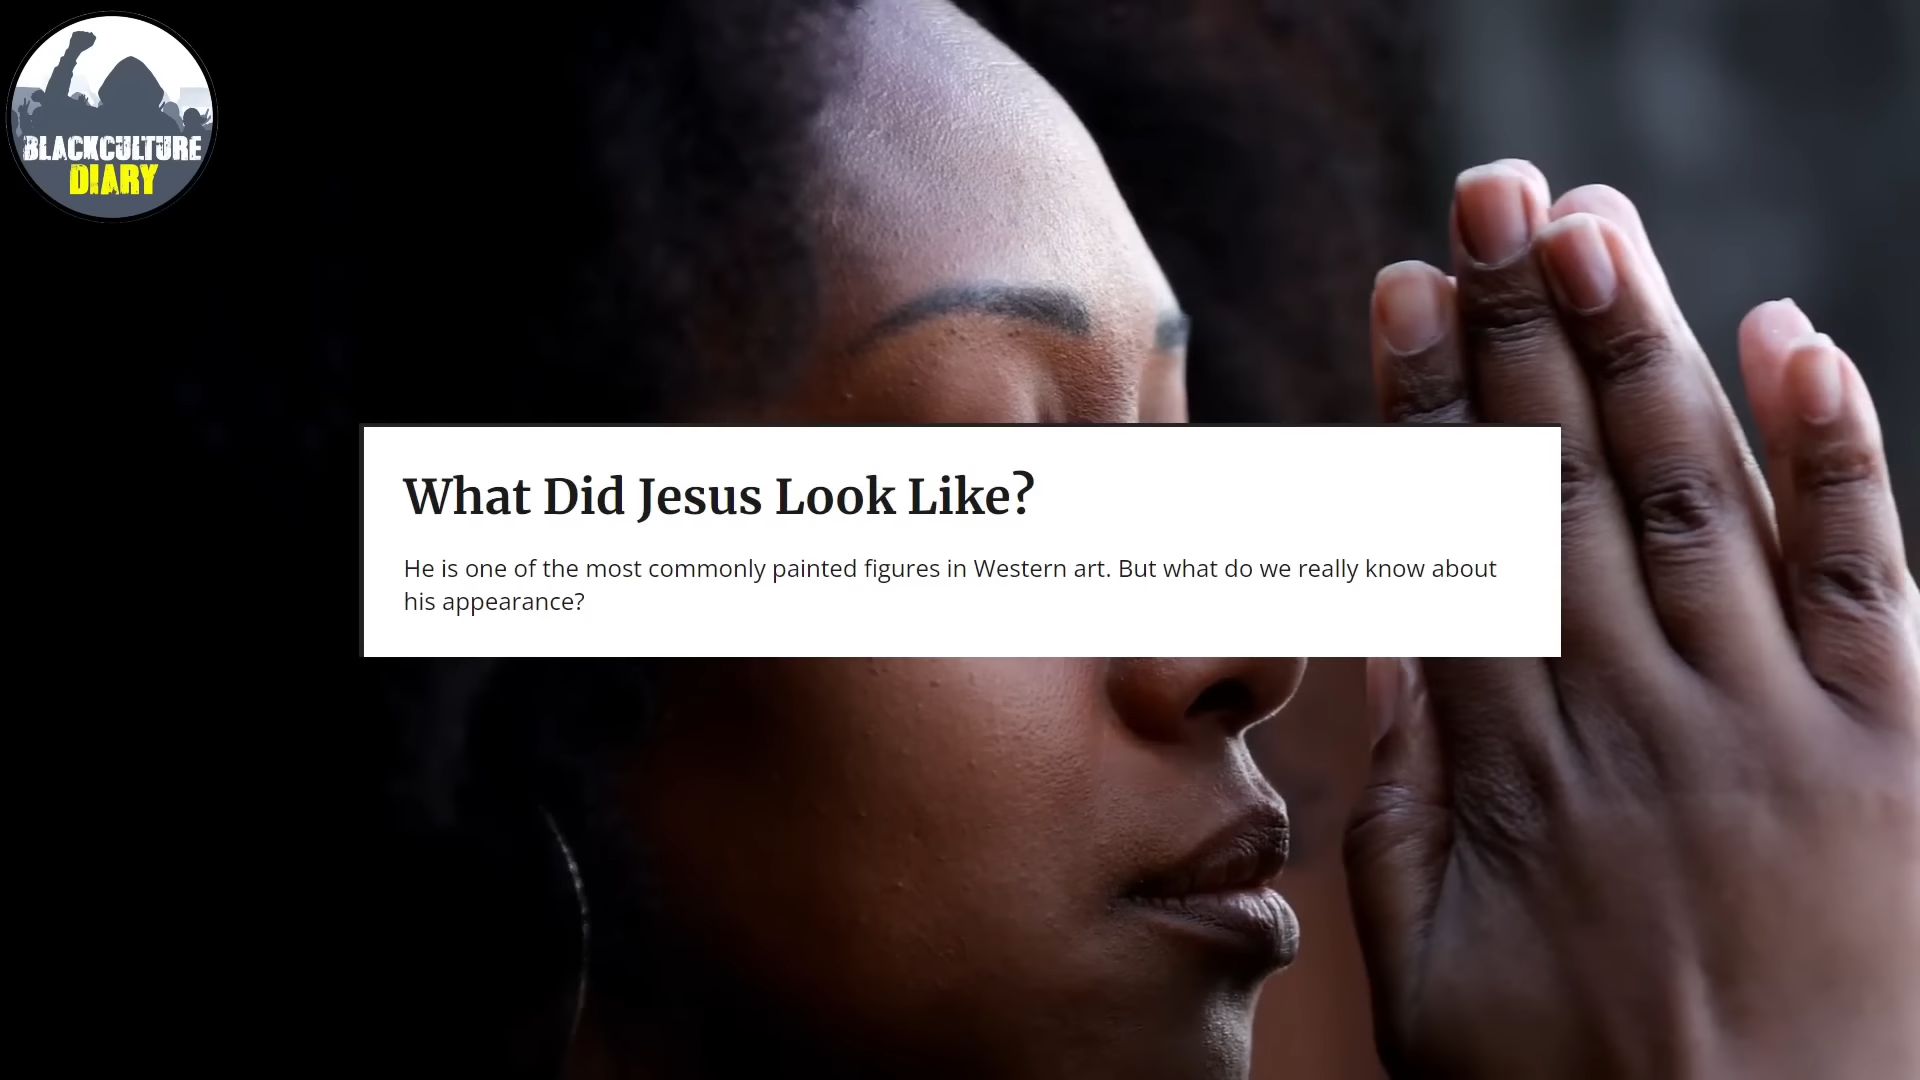 BLACKCULTURE
DIARY
What Did Jesus Look Like?
He is one of the most commonly painted figures in Western art. But what do we really know about
his appearance?